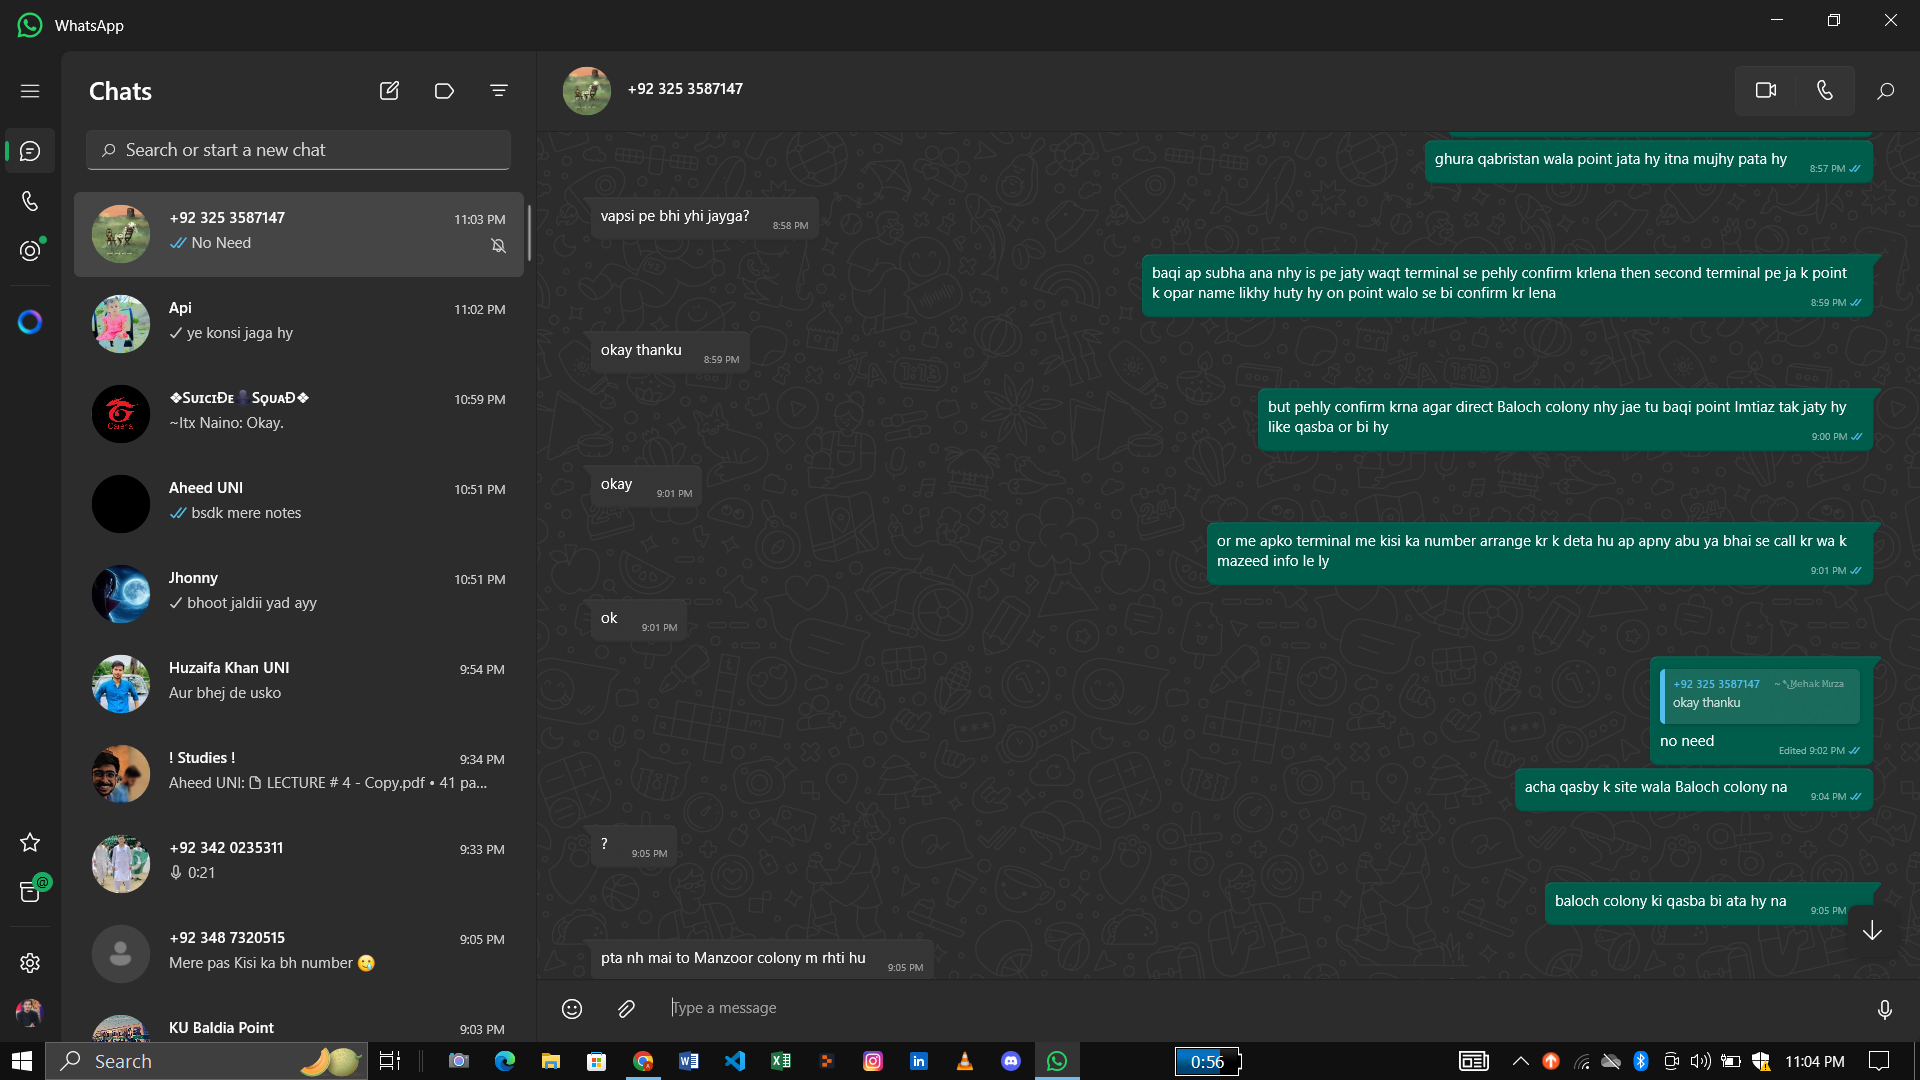 WhatsApp
Chats
Search or start a new chat
+92 325 3587147
11:03 PM
No Need
Api
11:02 PM
ye konsi jaga hy
❖SᴜɪᴄɪÐᴇ👤SǫᴜᴀÐ❖
10:59 PM
~Itx Naino: Okay.
Garena
Aheed UNI
10:51 PM
bsdk mere notes
Jhonny
10:51 PM
bhoot jaldii yad ayy
Huzaifa Khan UNI
9:54 PM
Aur bhej de usko
! Studies !
9:34 PM
Aheed UNI: LECTURE # 4 - Copy.pdf • 41 pa...
+92 342 0235311
9:33 PM
0:21
+92 348 7320515
9:05 PM
Mere pas Kisi ka bh number 🥲
KU Baldia Point
9:03 PM
+92 325 3587147
ghura qabristan wala point jata hy itna mujhy pata hy
8:57 PM
vapsi pe bhi yhi jayga?
8:58 PM
baqi ap subha ana nhy is pe jaty waqt terminal se pehly confirm krlena then second terminal pe ja k point
k opar name likhy huty hy on point walo se bi confirm kr lena
8:59 PM
okay thanku
8:59 PM
but pehly confirm krna agar direct Baloch colony nhy jae tu baqi point Imtiaz tak jaty hy
like qasba or bi hy
9:00 PM
okay
9:01 PM
or me apko terminal me kisi ka number arrange kr k deta hu ap apny abu ya bhai se call kr wa k
mazeed info le ly
9:01 PM
ok
9:01 PM
+92 325 3587147
Mehak Mirza
okay thanku
no need
Edited 9:02 PM
acha qasby k site wala Baloch colony na
9:04 PM
?
9:05 PM
baloch colony ki qasba bi ata hy na
9:05 PM
pta nh mai to Manzoor colony m rhti hu
9:05 PM
Type a message
Search
0:56
11:04 PM